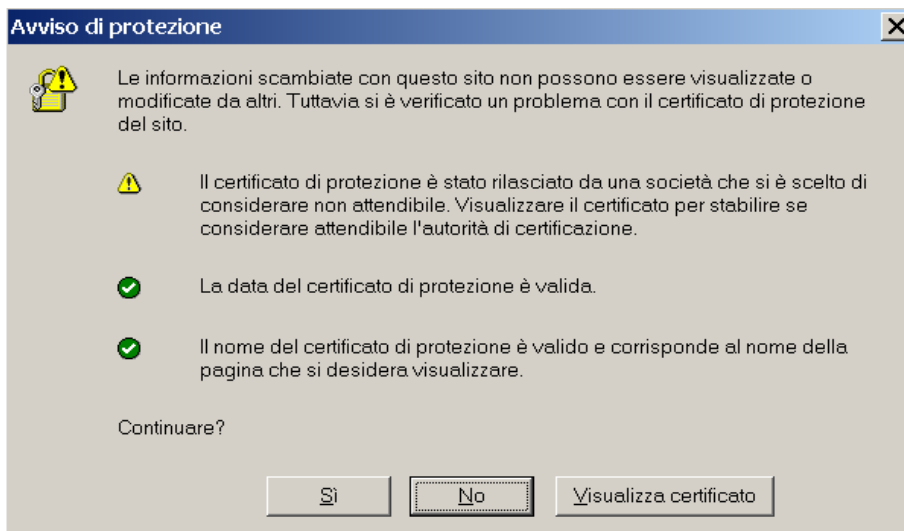 Avviso di protezione
Le informazioni scambiate con questo sito non possono essere visualizzate o
modificate da altri. Tuttavia si è verificato un problema con il certificato di protezione
del sito.
Il certificato di protezione è stato rilasciato da una società che si è scelto di
considerare non attendibile. Visualizzare il certificato per stabilire se
considerare attendibile l'autorità di certificazione.
La data del certificato di protezione è valida.
Il nome del certificato di protezione è valido e corrisponde al nome della
pagina che si desidera visualizzare.
Continuare?
Sì No Visualizza certificato